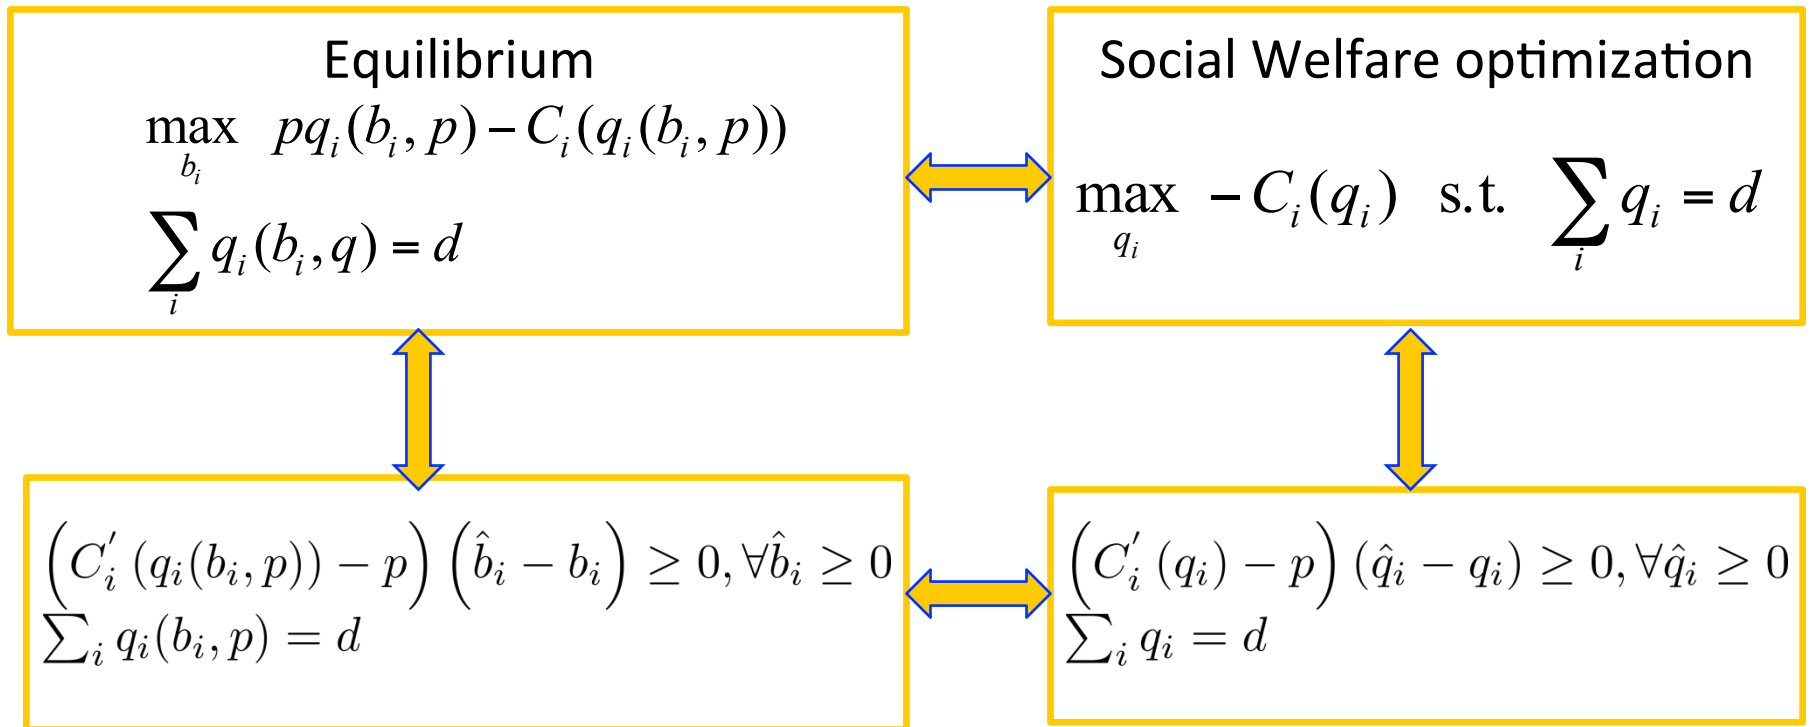 Equilibrium
max_{b_i} pq_i(b_i, p) − C_i(q_i(b_i, p))
∑_i q_i(b_i, q) = d
Social Welfare optimization
max_{q_i} −C_i(q_i) s.t. ∑_i q_i = d
(C_i′(q_i(b_i, p)) − p)(b̂_i − b_i) ≥ 0, ∀b̂_i ≥ 0
∑_i q_i(b_i, p) = d
(C_i′(q_i) − p)(q̂_i − q_i) ≥ 0, ∀q̂_i ≥ 0
∑_i q_i = d